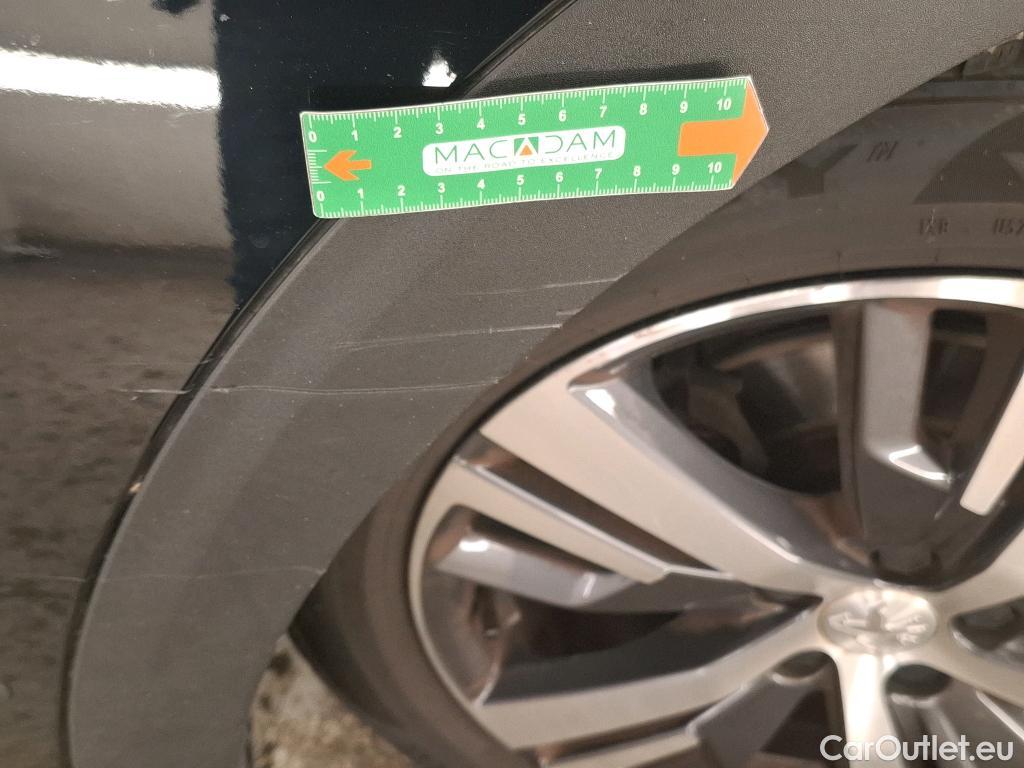 0 1 2 3 4 5 6 7 8 9 10
MACADAM
ON THE ROAD TO EXCELLENCE
0 1 2 3 4 5 6 7 8 9 10
CarOutlet.eu